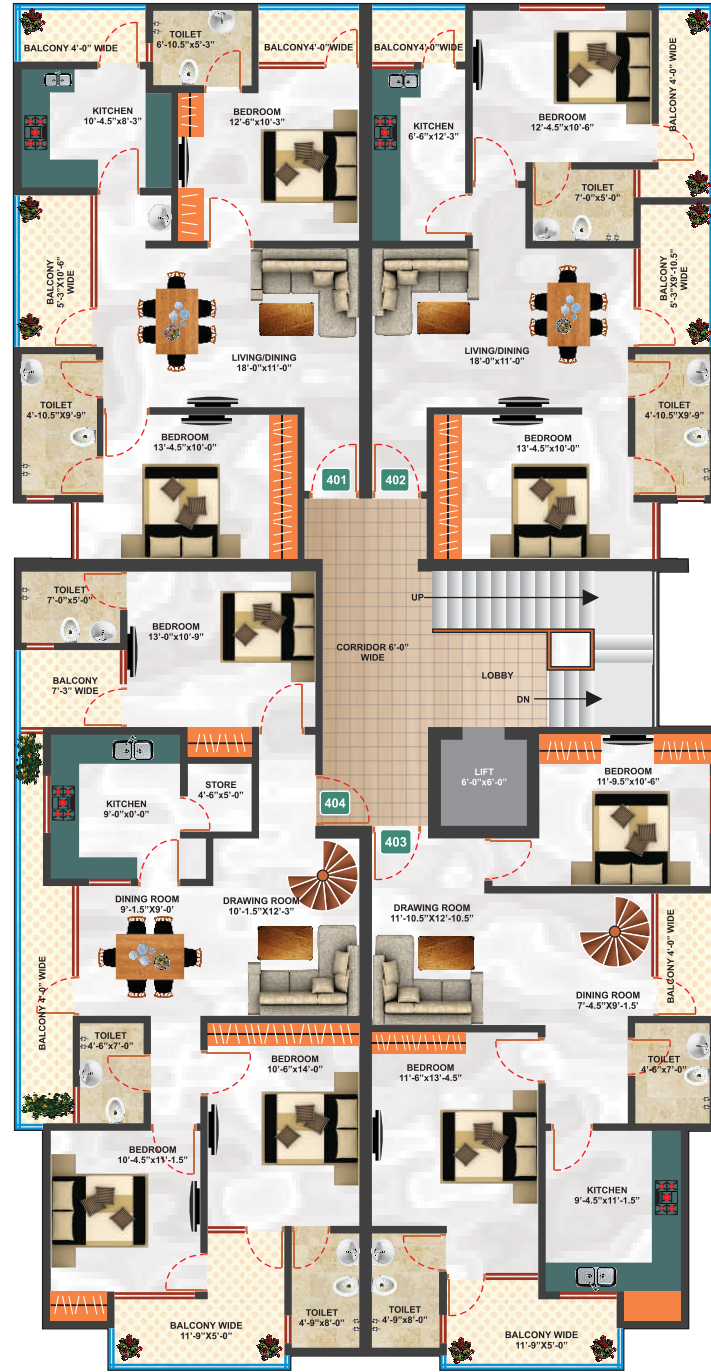 BALCONY 4'-0" WIDE
TOILET
6'-10.5"x5'-3"
BALCONY4'-0"WIDE
BALCONY4'-0"WIDE
BALCONY 4'-0" WIDE
KITCHEN
10'-4.5"x8'-3"
BEDROOM
12'-6"x10'-3"
KITCHEN
6'-6"x12'-3"
BEDROOM
12'-4.5"x10'-6"
TOILET
7'-0"x5'-0"
BALCONY
5'-3"X10'-6"
WIDE
BALCONY
5'-3"X9'-10.5"
WIDE
LIVING/DINING
18'-0"x11'-0"
LIVING/DINING
18'-0"x11'-0"
TOILET
4'-10.5"X9'-9"
TOILET
4'-10.5"X9'-9"
BEDROOM
13'-4.5"x10'-0"
BEDROOM
13'-4.5"x10'-0"
401
402
TOILET
7'-0"x5'-0"
BEDROOM
13'-0"x10'-9"
UP
CORRIDOR 6'-0"
WIDE
LOBBY
DN
BALCONY
7'-3" WIDE
LIFT
6'-0"x6'-0"
BEDROOM
11'-9.5"x10'-6"
STORE
4'-6"x5'-0"
KITCHEN
9'-0"x0'-0"
404
403
DINING ROOM
9'-1.5"X9'-0'
DRAWING ROOM
10'-1.5"X12'-3"
DRAWING ROOM
11'-10.5"X12'-10.5"
BALCONY 4'-0" WIDE
BALCONY 4'-0" WIDE
DINING ROOM
7'-4.5"X9'-1.5'
TOILET
4'-6"x7'-0"
BEDROOM
10'-6"x14'-0"
BEDROOM
11'-6"x13'-4.5"
TOILET
4'-6"x7'-0"
BEDROOM
10'-4.5"x11'-1.5"
KITCHEN
9'-4.5"x11'-1.5"
TOILET
4'-9"x8'-0"
TOILET
4'-9"x8'-0"
BALCONY WIDE
11'-9"X5'-0"
BALCONY WIDE
11'-9"X5'-0"